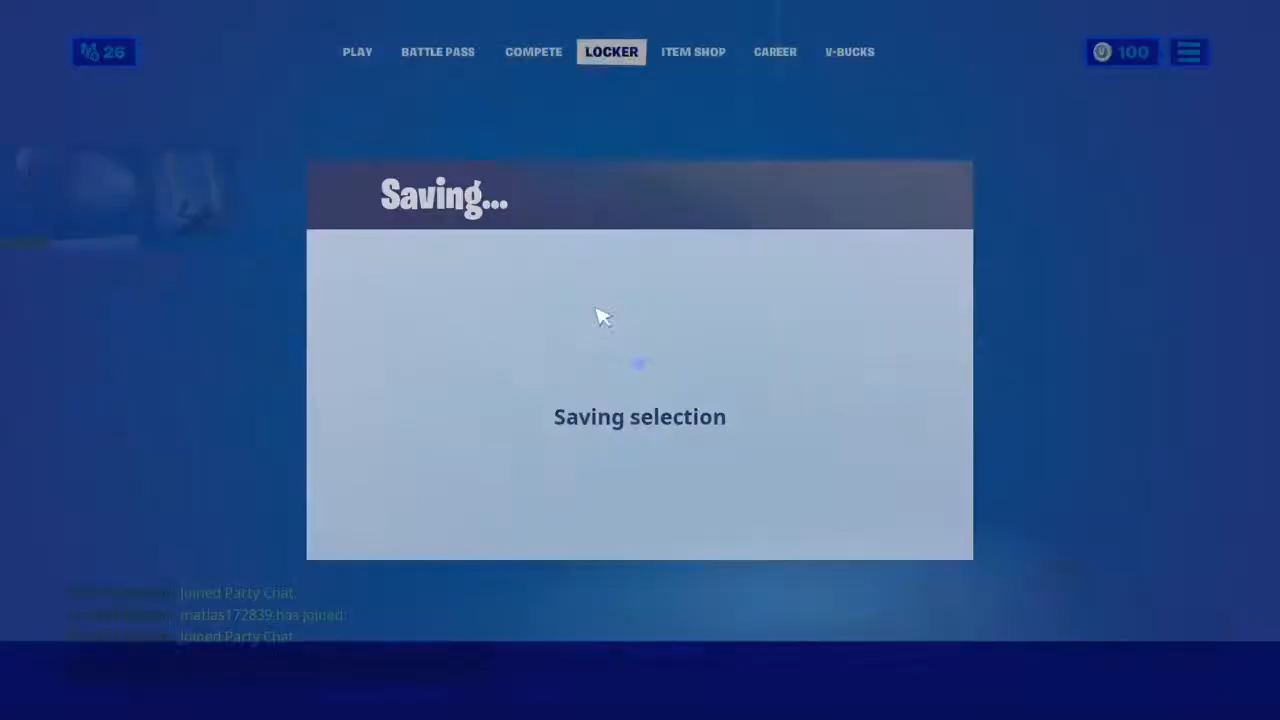 26
PLAY
BATTLE PASS
COMPETE
LOCKER
ITEM SHOP
CAREER
V-BUCKS
100
Saving...
Saving selection
Joined Party Chat.
matlas172839 has joined.
Joined Party Chat.